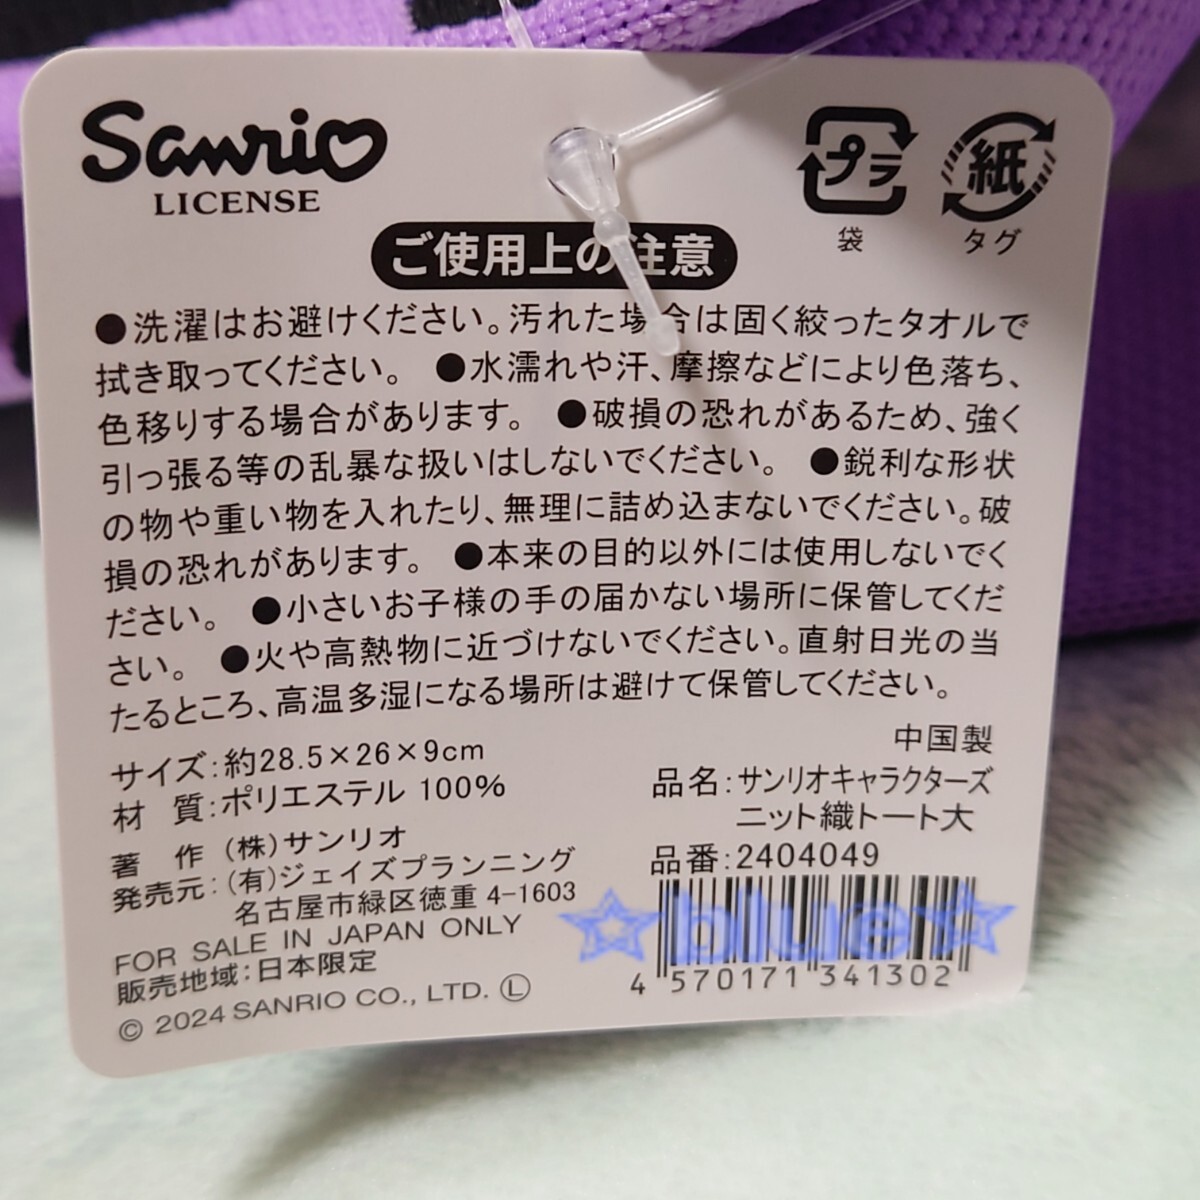 Sanrio
LICENSE
プラ
袋
紙
タグ
ご使用上の注意
●洗濯はお避けください。汚れた場合は固く絞ったタオルで
拭き取ってください。 ●水濡れや汗、摩擦などにより色落ち、
色移りする場合があります。 ●破損の恐れがあるため、強く
引っ張る等の乱暴な扱いはしないでください。 ●鋭利な形状
の物や重い物を入れたり、無理に詰め込まないでください。破
損の恐れがあります。 ●本来の目的以外には使用しないでく
ださい。 ●小さいお子様の手の届かない場所に保管してくだ
さい。 ●火や高熱物に近づけないでください。直射日光の当
たるところ、高温多湿になる場所は避けて保管してください。
サイズ:約28.5×26×9cm
材 質:ポリエステル 100%
著 作 (株)サンリオ
発売元:(有)ジェイズプランニング
名古屋市緑区徳重 4-1603
FOR SALE IN JAPAN ONLY
販売地域:日本限定
© 2024 SANRIO CO., LTD. Ⓛ
中国製
品名:サンリオキャラクターズ
ニット織トート大
品番:2404049
☆blue☆
4 570171 341302